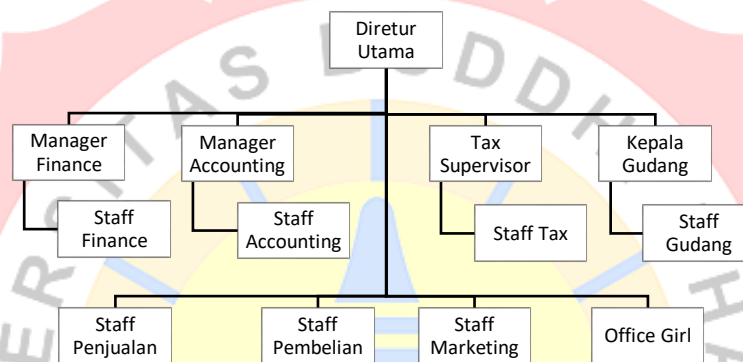 Diretur
Utama
Manager
Finance
Manager
Accounting
Tax
Supervisor
Kepala
Gudang
Staff
Finance
Staff
Accounting
Staff Tax
Staff
Gudang
Staff
Penjualan
Staff
Pembelian
Staff
Marketing
Office Girl